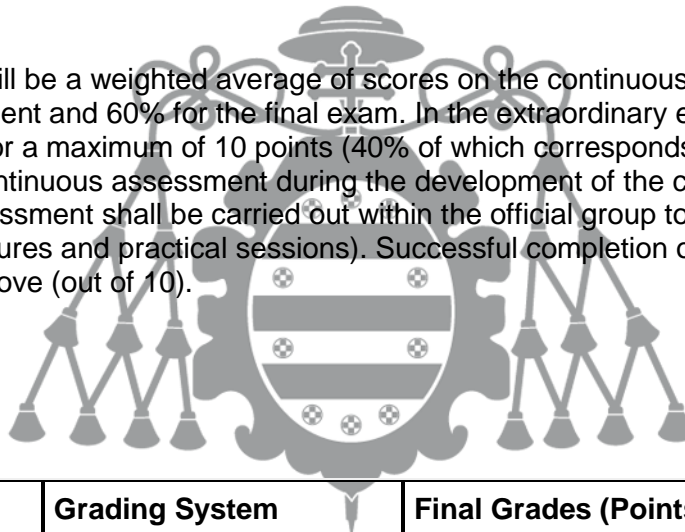 ill be a weighted average of scores on the continuous
ent and 60% for the final exam. In the extraordinary e
or a maximum of 10 points (40% of which corresponds
ntinuous assessment during the development of the c
ssment shall be carried out within the official group to
ures and practical sessions). Successful completion o
ove (out of 10).
Grading System
Final Grades (Points